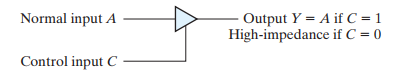 Normal input A
Output Y = A if C = 1
High-impedance if C = 0
Control input C